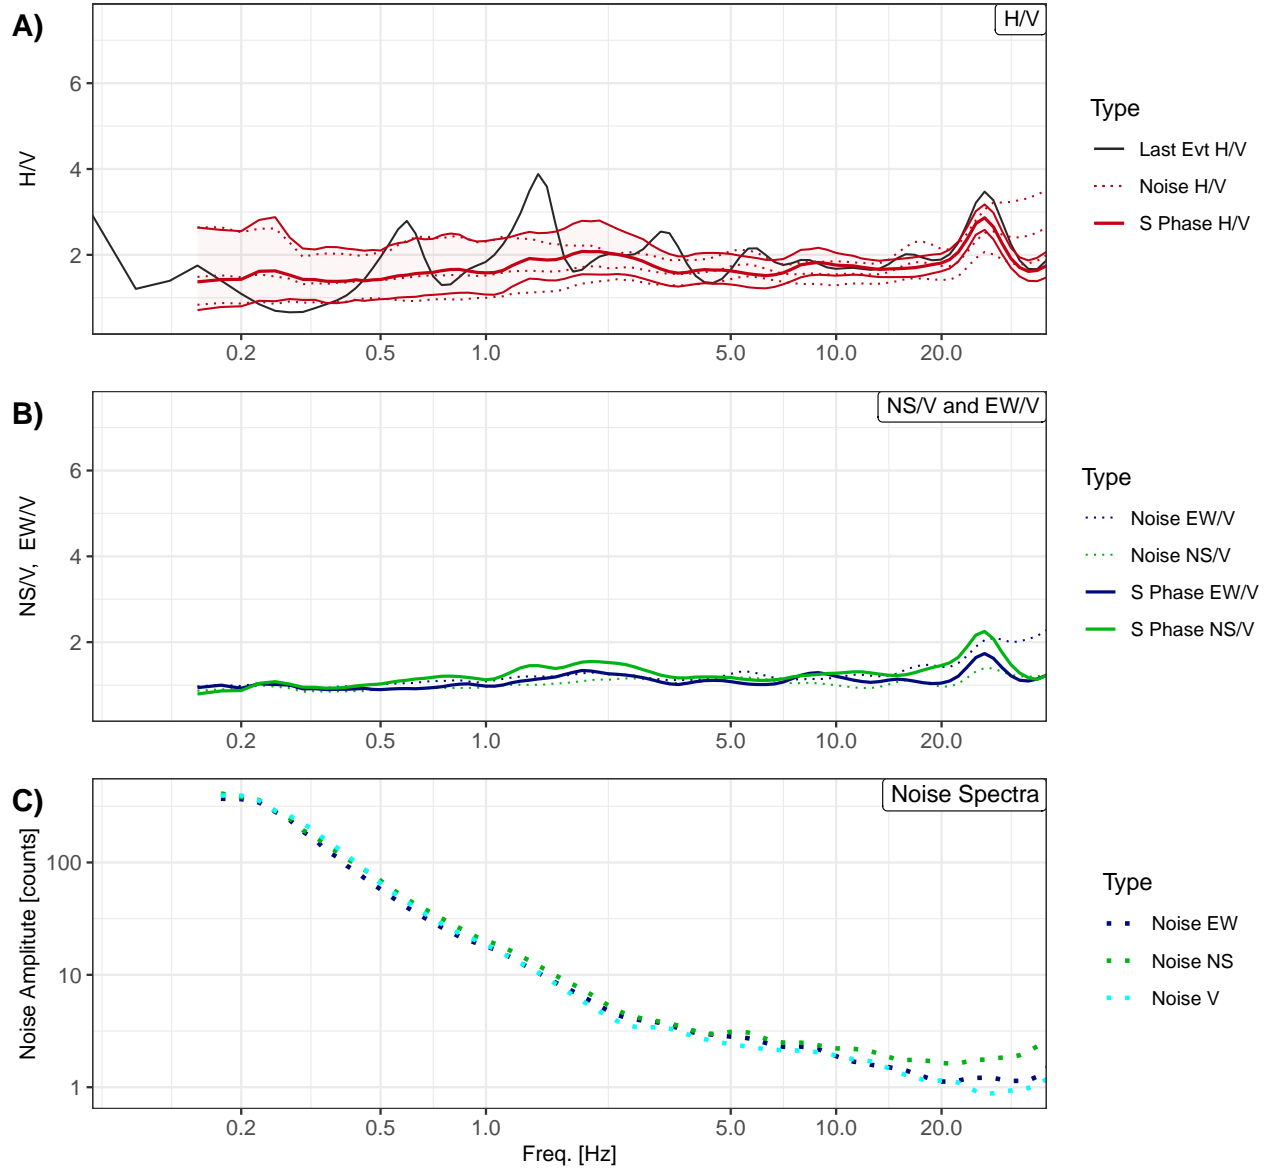 A)
H/V
6
4
2
H/V
0.2 0.5 1.0 5.0 10.0 20.0
Type
Last Evt H/V
Noise H/V
S Phase H/V
B)
NS/V and EW/V
6
4
2
NS/V, EW/V
0.2 0.5 1.0 5.0 10.0 20.0
Type
Noise EW/V
Noise NS/V
S Phase EW/V
S Phase NS/V
C)
Noise Spectra
100
10
1
Noise Amplitute [counts]
0.2 0.5 1.0 5.0 10.0 20.0
Freq. [Hz]
Type
Noise EW
Noise NS
Noise V